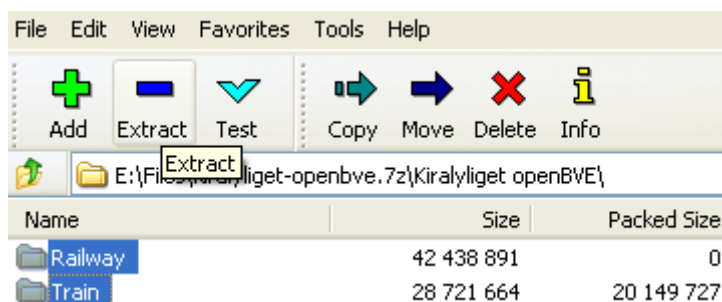 File Edit View Favorites Tools Help
Add Extract Test Copy Move Delete Info
Extract
E:\Files\Kiralyliget-openbve.7z\Kiralyliget openBVE\
Name Size Packed Size
Railway 42 438 891 0
Train 28 721 664 20 149 727